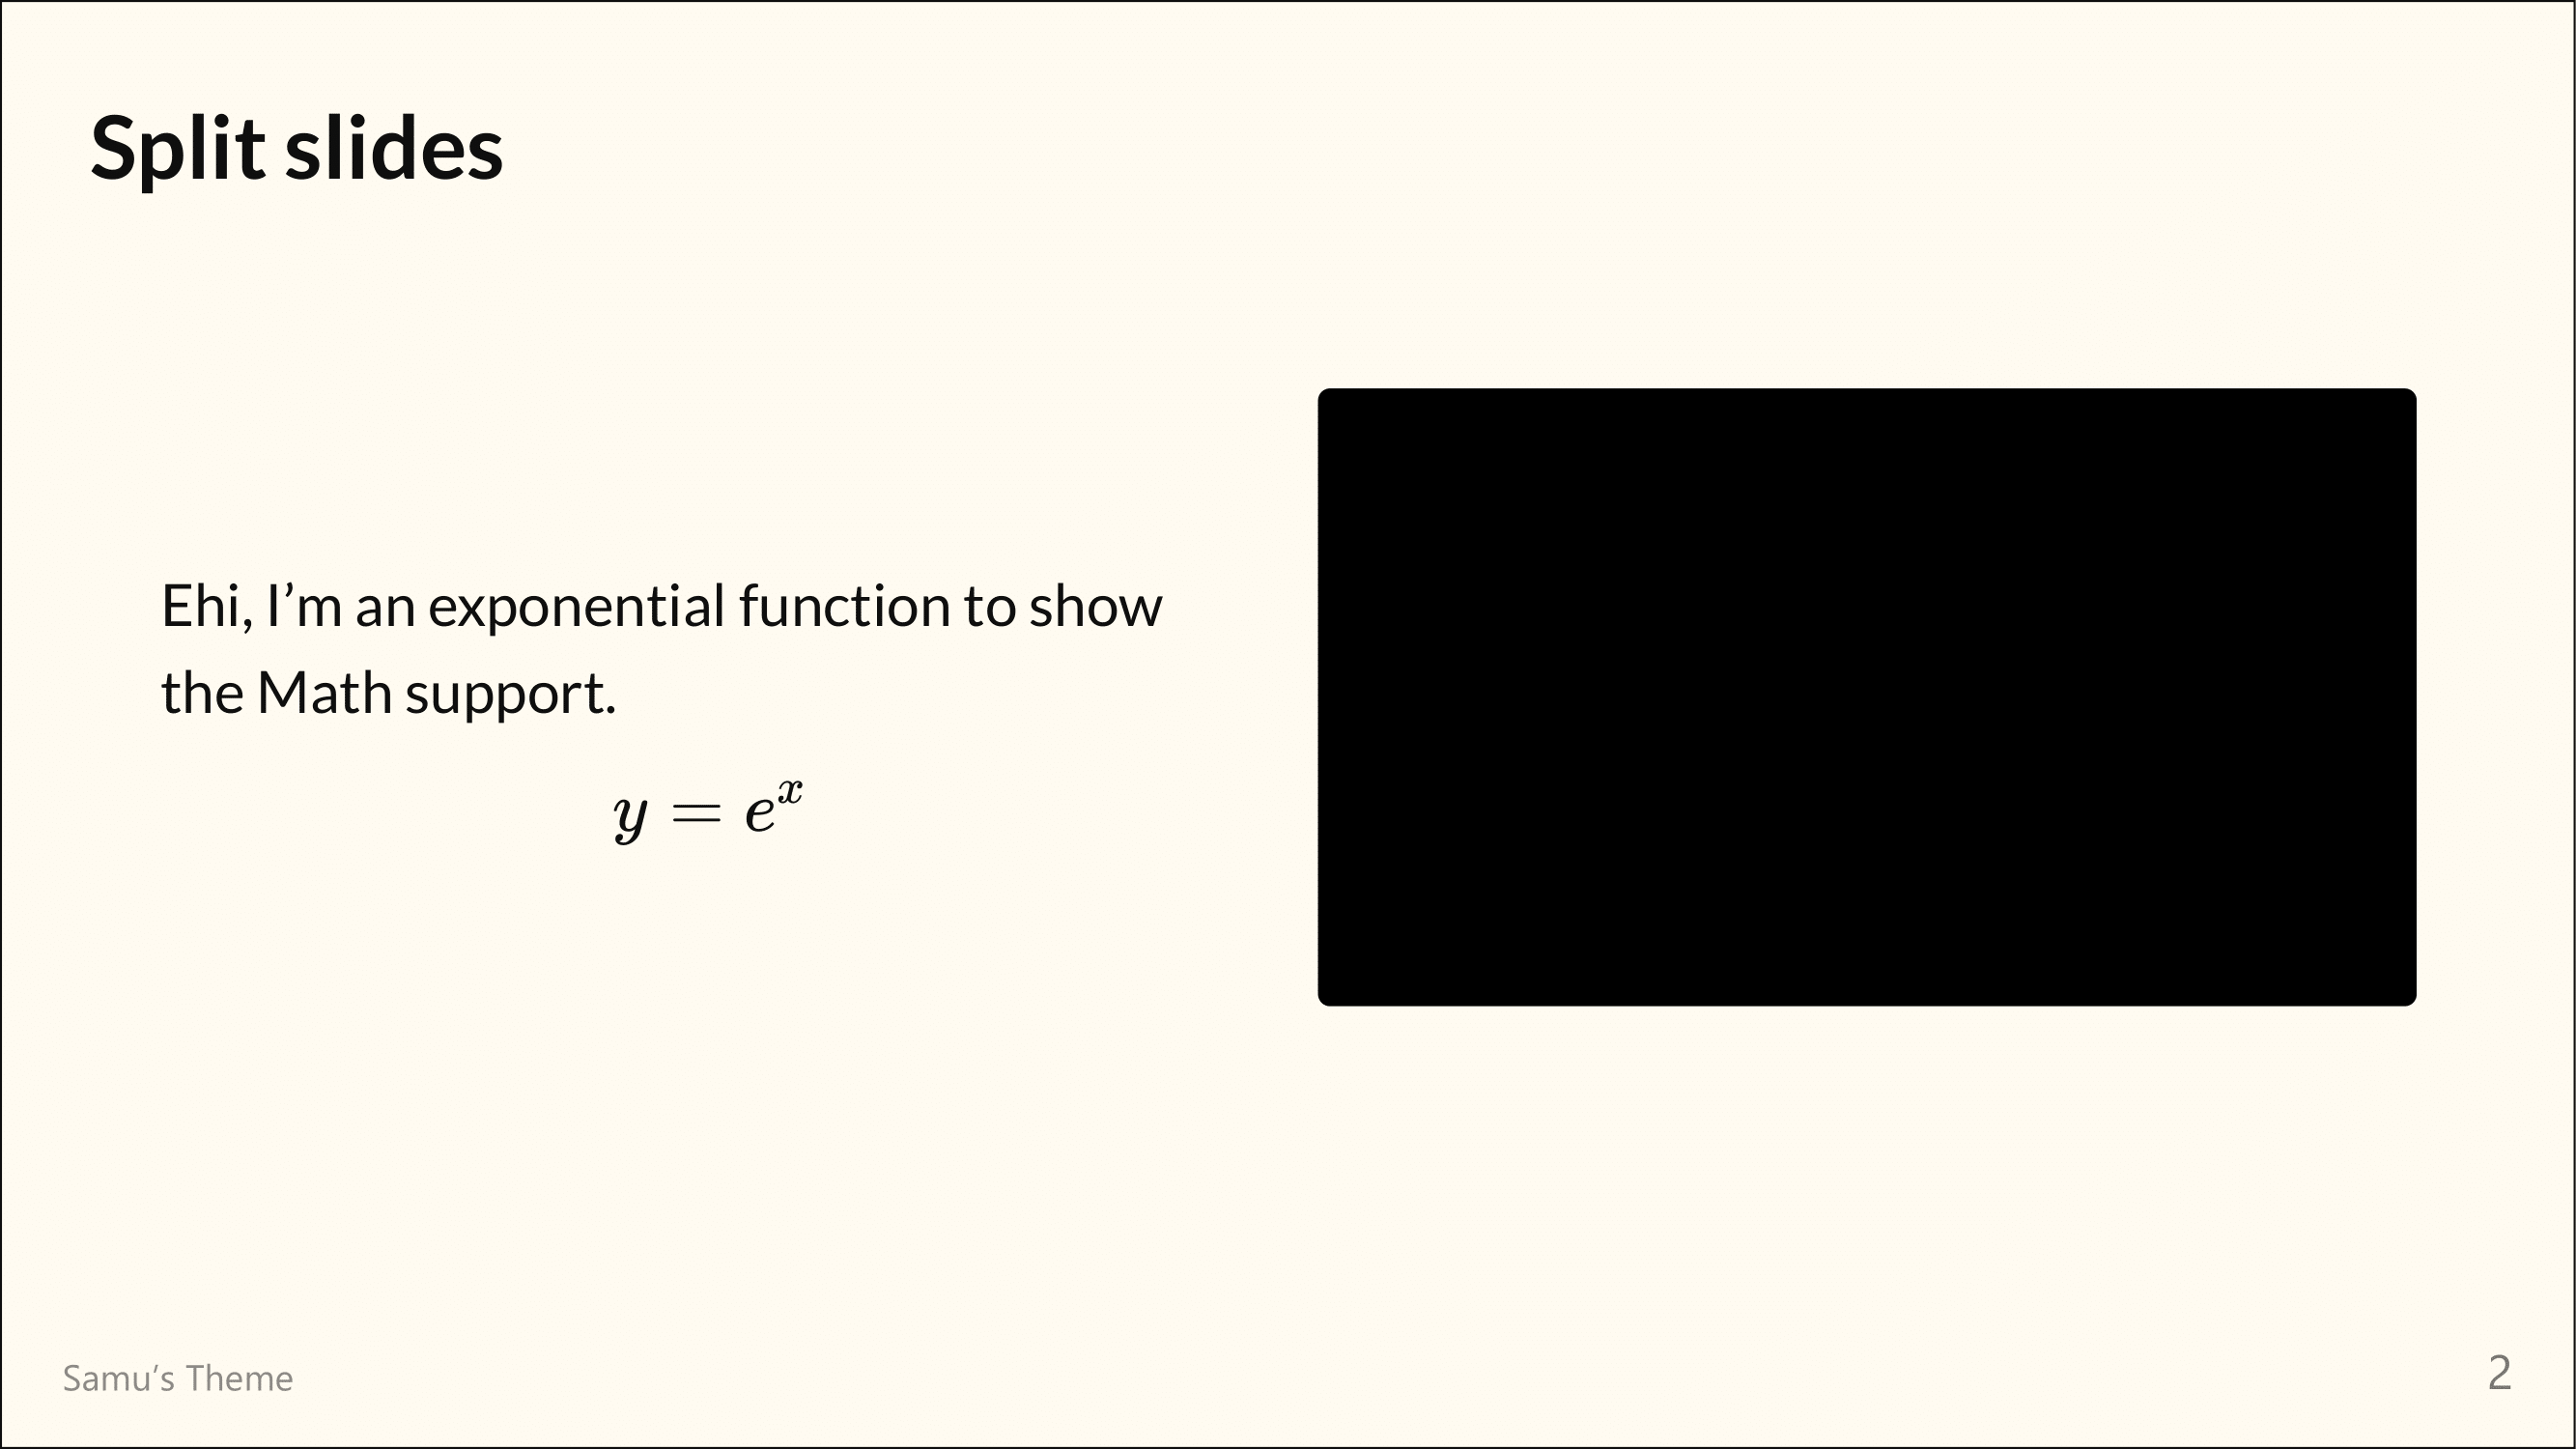 Split slides
Ehi, I’m an exponential function to show
the Math support.
y = e^x
Samu’s Theme
2